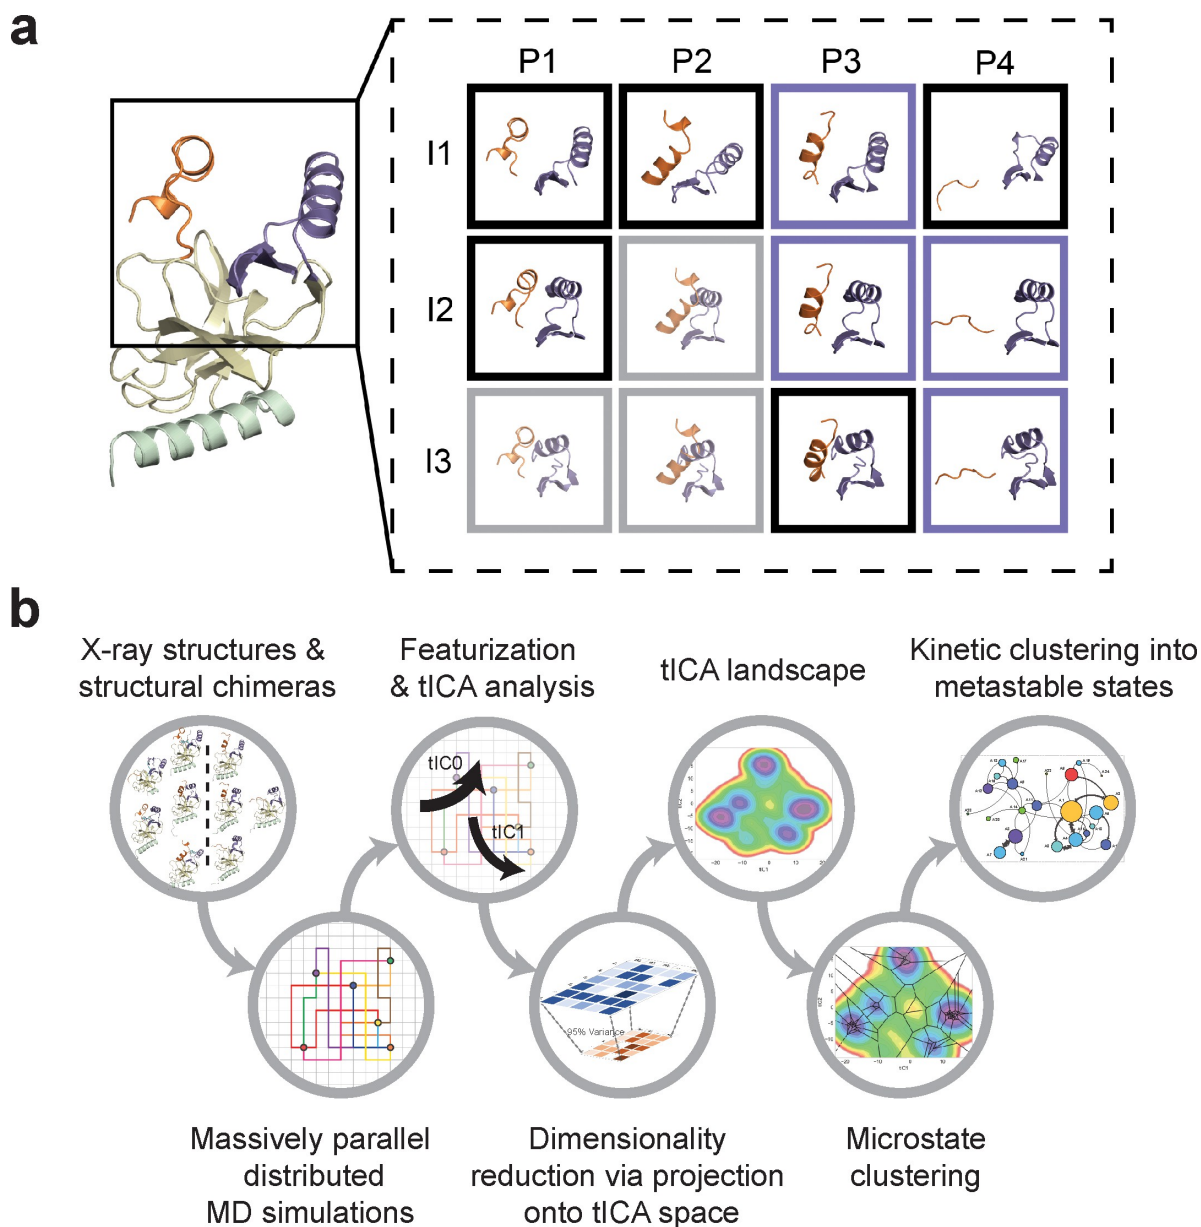 a
P1 P2 P3 P4
I1
I2
I3
b
X-ray structures &
structural chimeras
Featurization
& tICA analysis
tICA landscape
Kinetic clustering into
metastable states
tIC0
tIC1
95% Variance
Massively parallel
distributed
MD simulations
Dimensionality
reduction via projection
onto tICA space
Microstate
clustering